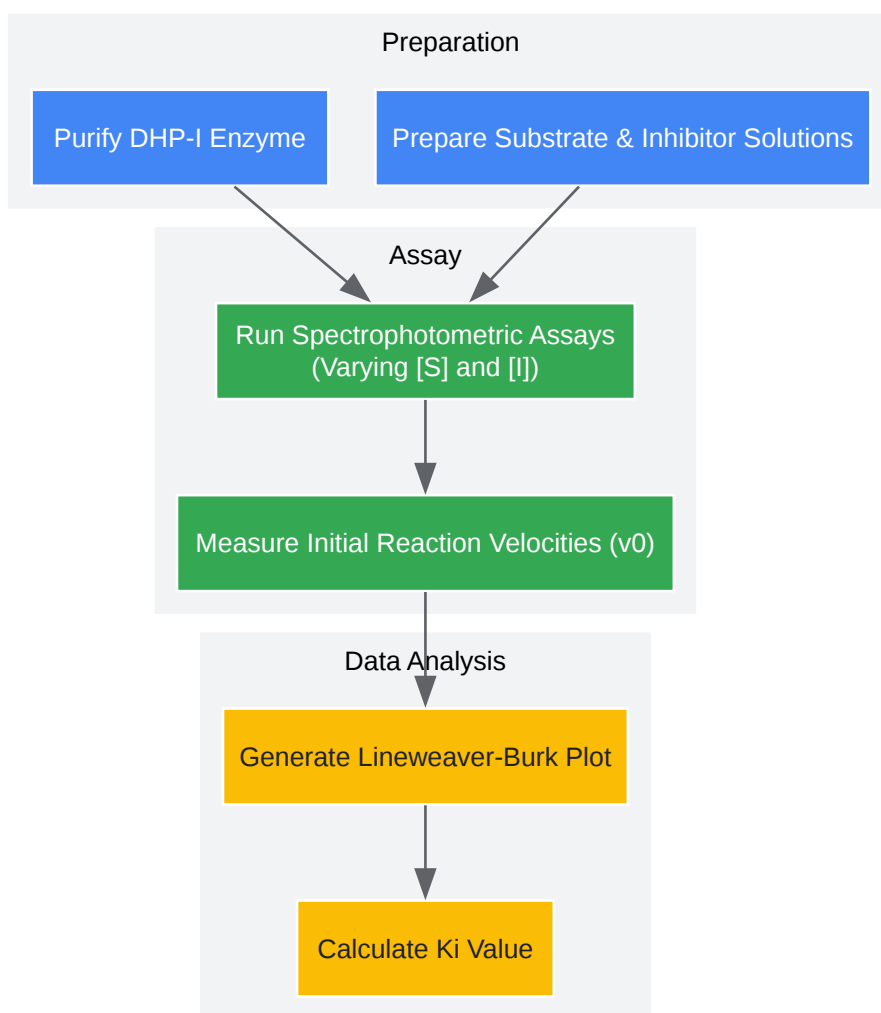 Preparation
Purify DHP-I Enzyme
Prepare Substrate & Inhibitor Solutions
Assay
Run Spectrophotometric Assays
(Varying [S] and [I])
Measure Initial Reaction Velocities (v0)
Data Analysis
Generate Lineweaver-Burk Plot
Calculate Ki Value